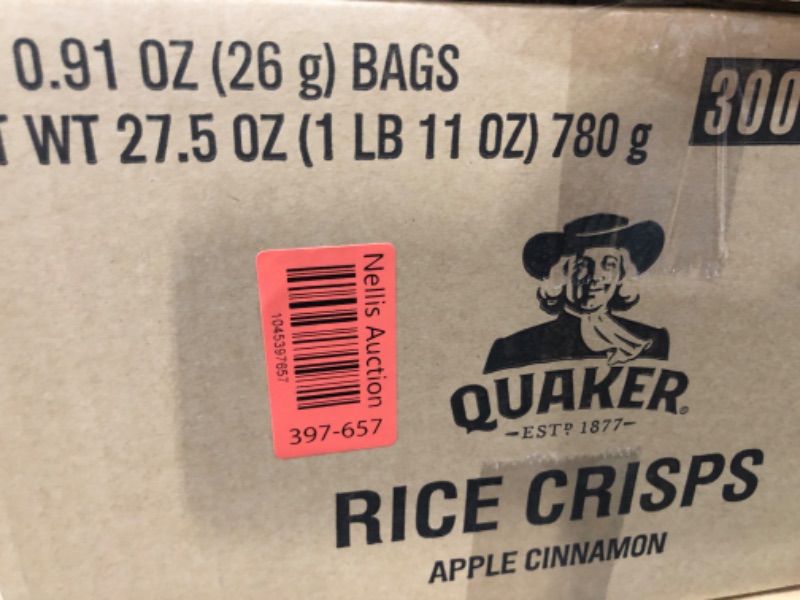 0.91 OZ (26 g) BAGS
WT 27.5 OZ (1 LB 11 OZ) 780 g
300
Nellis Auction
1045397657
397-657
QUAKER
ESTD 1877
RICE CRISPS
APPLE CINNAMON